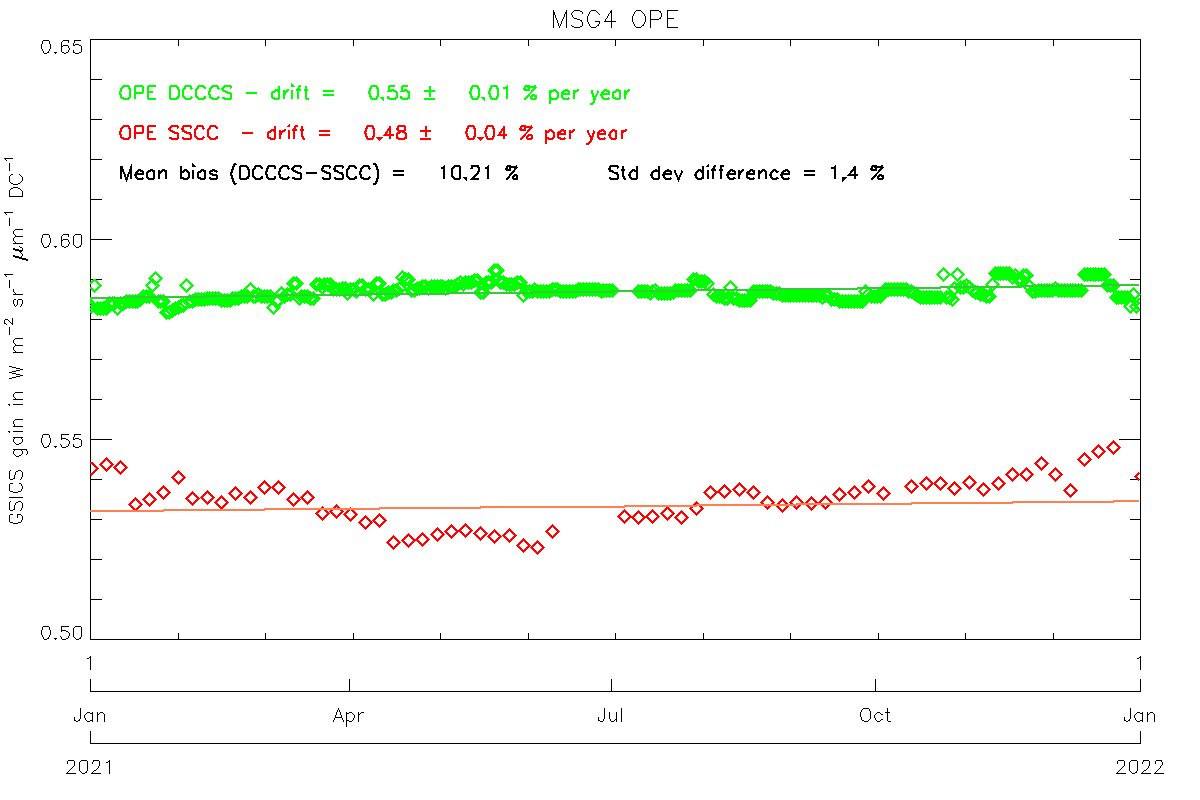 MSG4 OPE
0.65
OPE DCCCS - drift = 0.55 ± 0.01 % per year
OPE SSCC - drift = 0.48 ± 0.04 % per year
Mean bias (DCCCS-SSCC) = 10.21 % Std dev difference = 1.4 %
0.60
0.55
0.50
GSICS gain in W m⁻² sr⁻¹ μm⁻¹ DC⁻¹
1 1
Jan Apr Jul Oct Jan
2021 2022